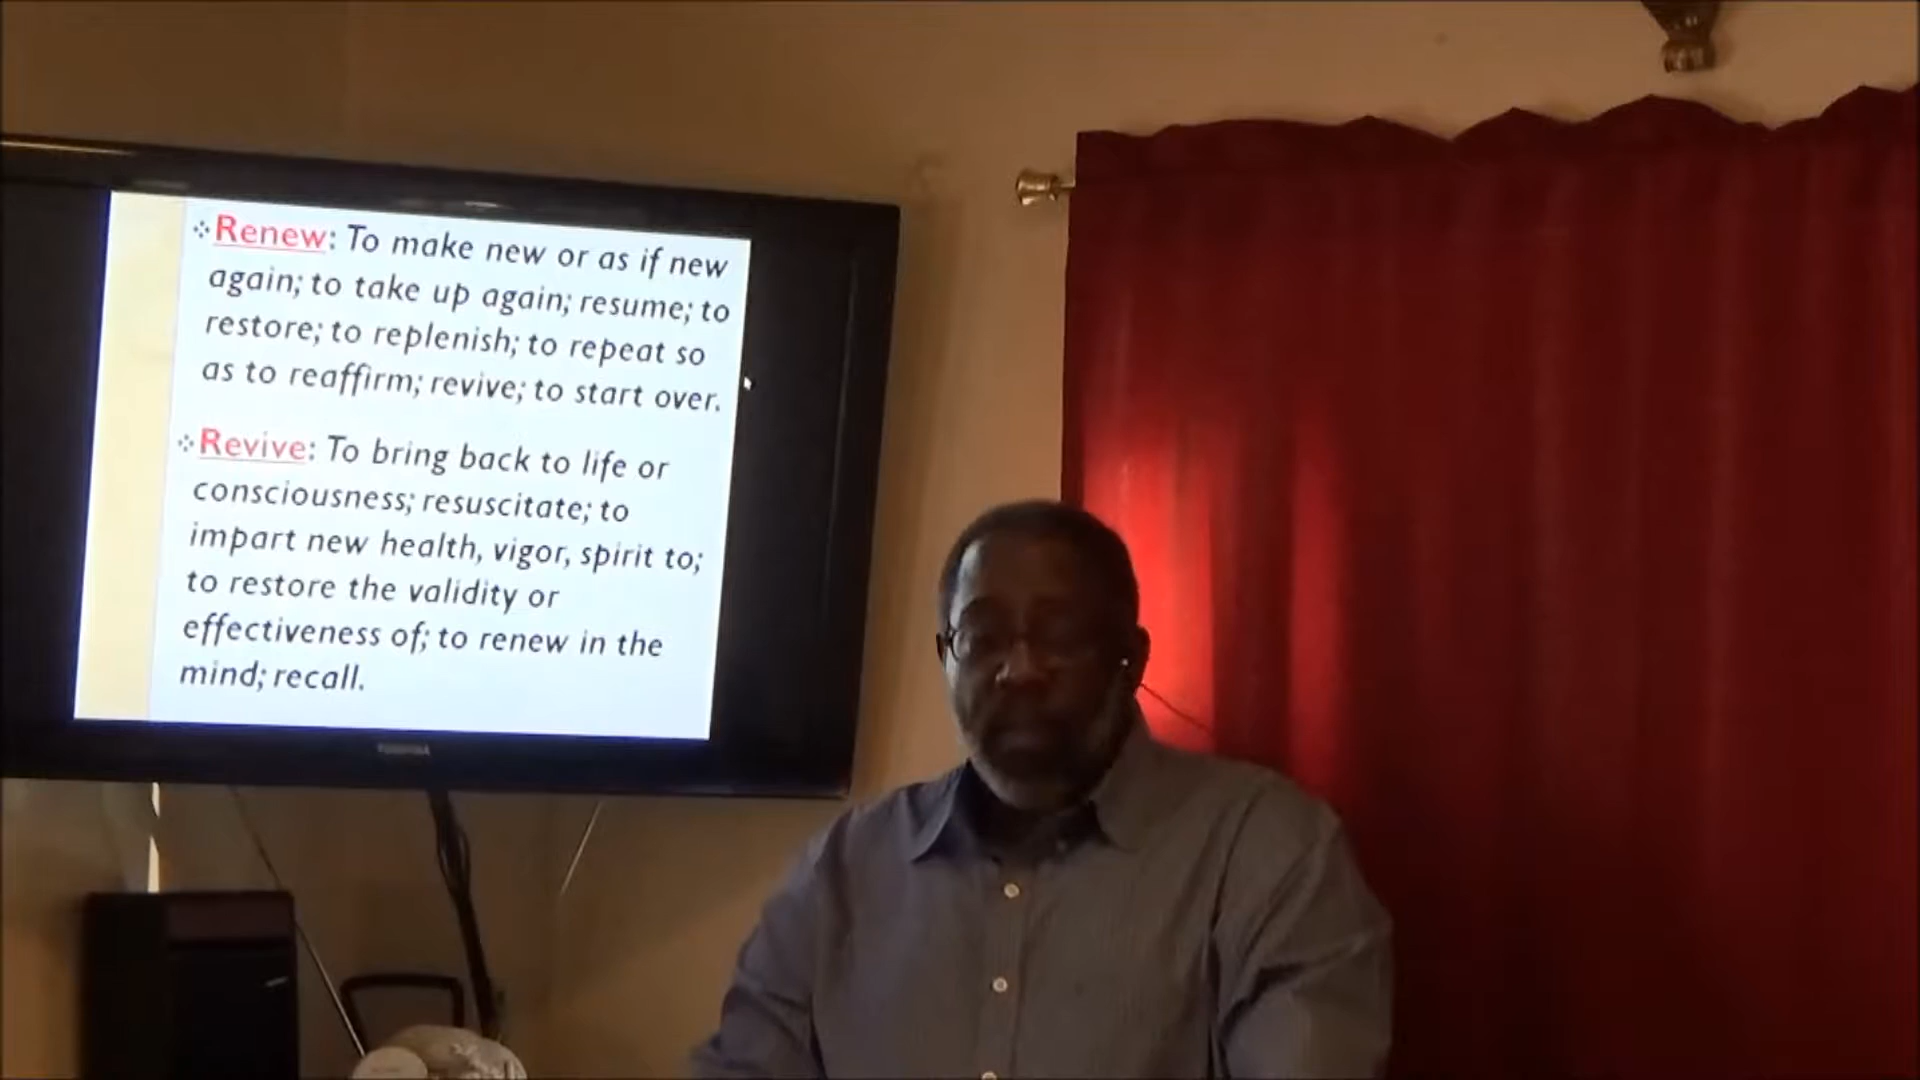 Renew: To make new or as if new
again; to take up again; resume; to
restore; to replenish; to repeat so
as to reaffirm; revive; to start over.
Revive: To bring back to life or
consciousness; resuscitate; to
impart new health, vigor, spirit to;
to restore the validity or
effectiveness of; to renew in the
mind; recall.
TOSHIBA